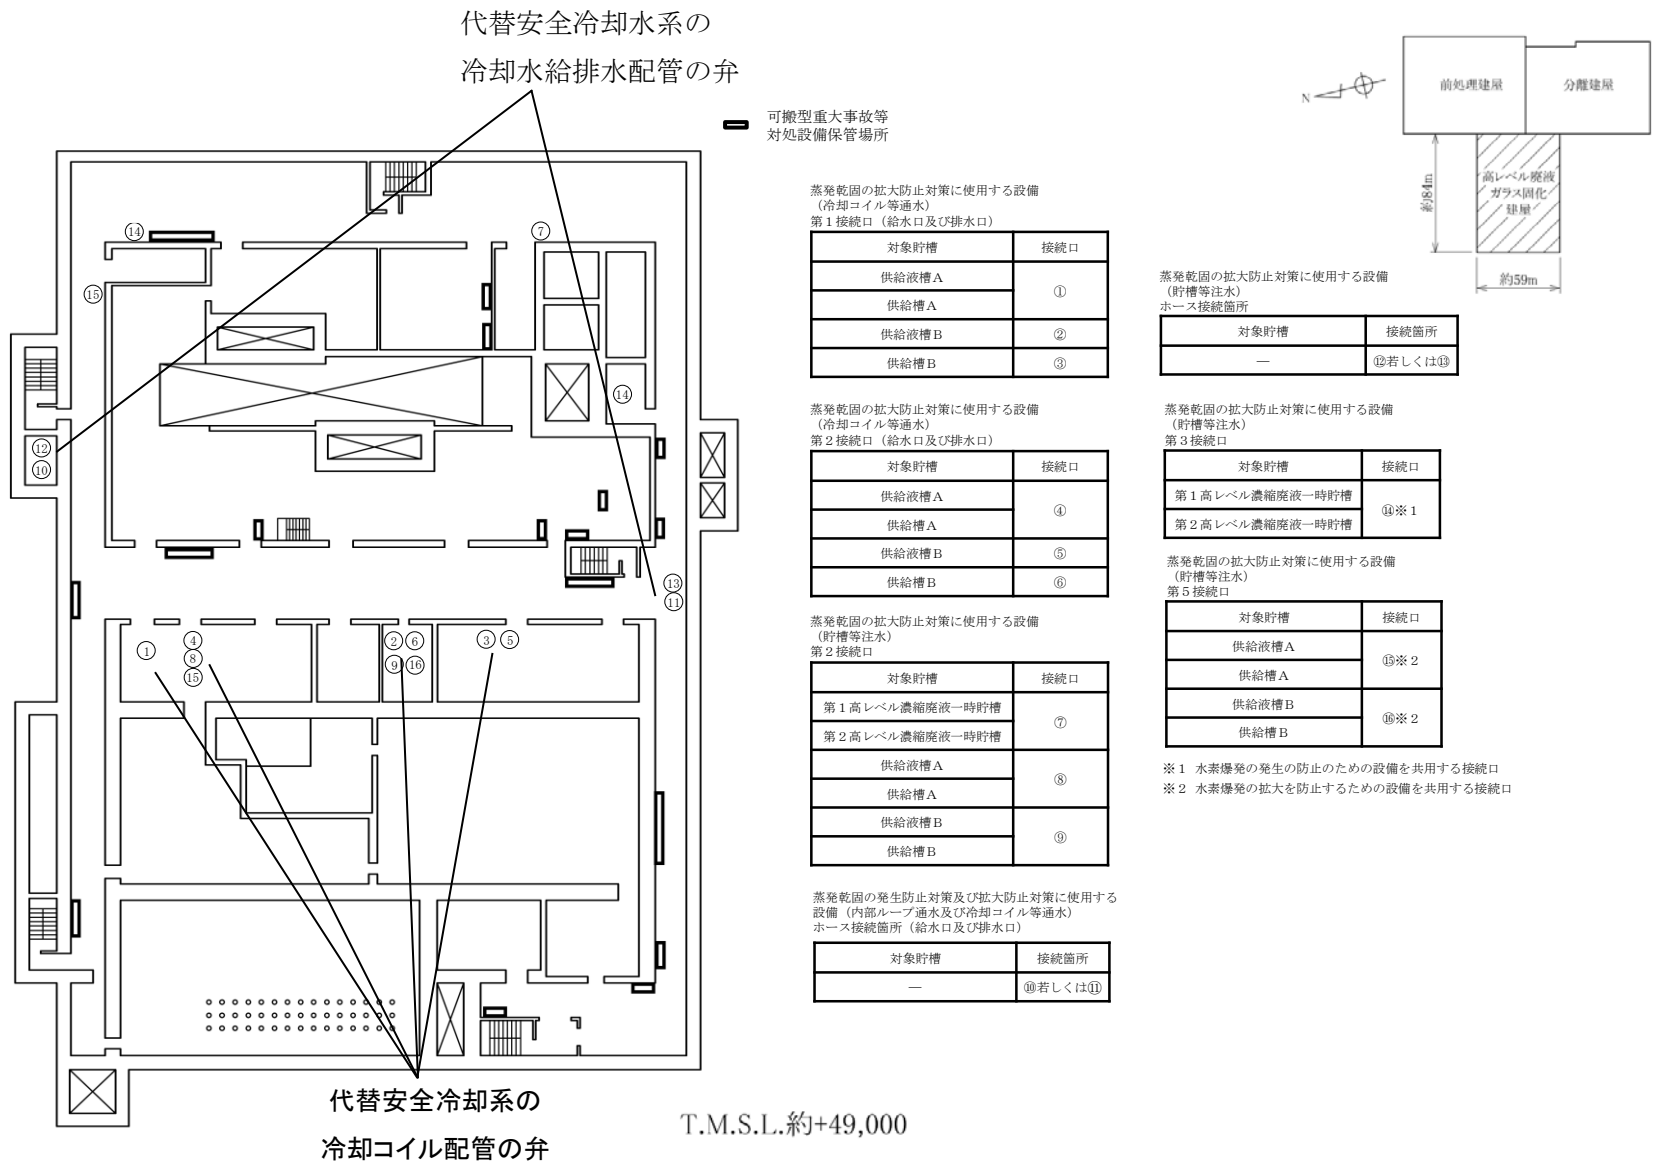 代替安全冷却水系の
冷却水給排水配管の弁
可搬型重大事故等
対処設備保管場所
N
前処理建屋
分離建屋
高レベル廃液
ガラス固化
建屋
約84m
約59m
⑭
⑦
⑮
⑭
⑫
⑩
⑬
⑪
①
④
⑧
⑮
② ⑥
⑨ ⑯
③ ⑤
代替安全冷却系の
冷却コイル配管の弁
T.M.S.L.約+49,000
蒸発乾固の拡大防止対策に使用する設備
（冷却コイル等通水）
第１接続口（給水口及び排水口）
対象貯槽 接続口
供給液槽A ①
供給槽A
供給液槽B ②
供給槽B ③
蒸発乾固の拡大防止対策に使用する設備
（冷却コイル等通水）
第２接続口（給水口及び排水口）
対象貯槽 接続口
供給液槽A ④
供給槽A
供給液槽B ⑤
供給槽B ⑥
蒸発乾固の拡大防止対策に使用する設備
（貯槽等注水）
第２接続口
対象貯槽 接続口
第１高レベル濃縮廃液一時貯槽 ⑦
第２高レベル濃縮廃液一時貯槽
供給液槽A ⑧
供給槽A
供給液槽B ⑨
供給槽B
蒸発乾固の発生防止対策及び拡大防止対策に使用する
設備（内部ループ通水及び冷却コイル等通水）
ホース接続箇所（給水口及び排水口）
対象貯槽 接続箇所
― ⑩若しくは⑪
蒸発乾固の拡大防止対策に使用する設備
（貯槽等注水）
ホース接続箇所
対象貯槽 接続箇所
― ⑫若しくは⑬
蒸発乾固の拡大防止対策に使用する設備
（貯槽等注水）
第３接続口
対象貯槽 接続口
第１高レベル濃縮廃液一時貯槽 ⑭※１
第２高レベル濃縮廃液一時貯槽
蒸発乾固の拡大防止対策に使用する設備
（貯槽等注水）
第５接続口
対象貯槽 接続口
供給液槽A ⑮※２
供給槽A
供給液槽B ⑯※２
供給槽B
※１ 水素爆発の発生の防止のための設備を共用する接続口
※２ 水素爆発の拡大を防止するための設備を共用する接続口